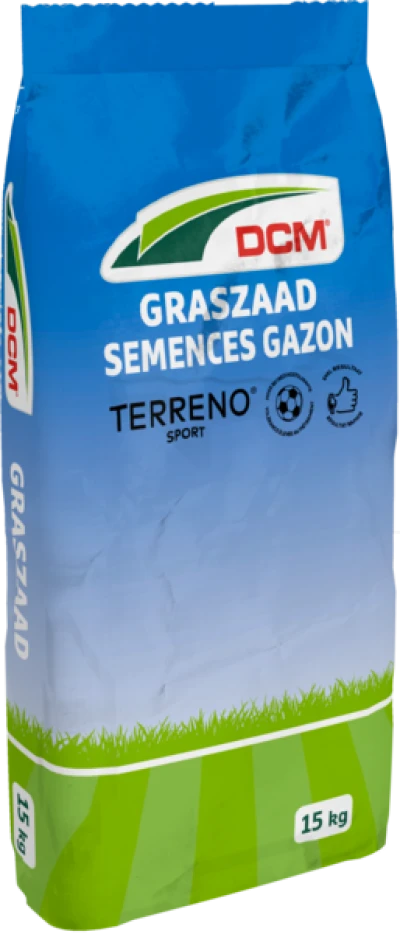 DCM®
GRASZAAD
SEMENCES GAZON
TERRENO®
SPORT
15 kg
DCM
GRASZAAD
15 kg